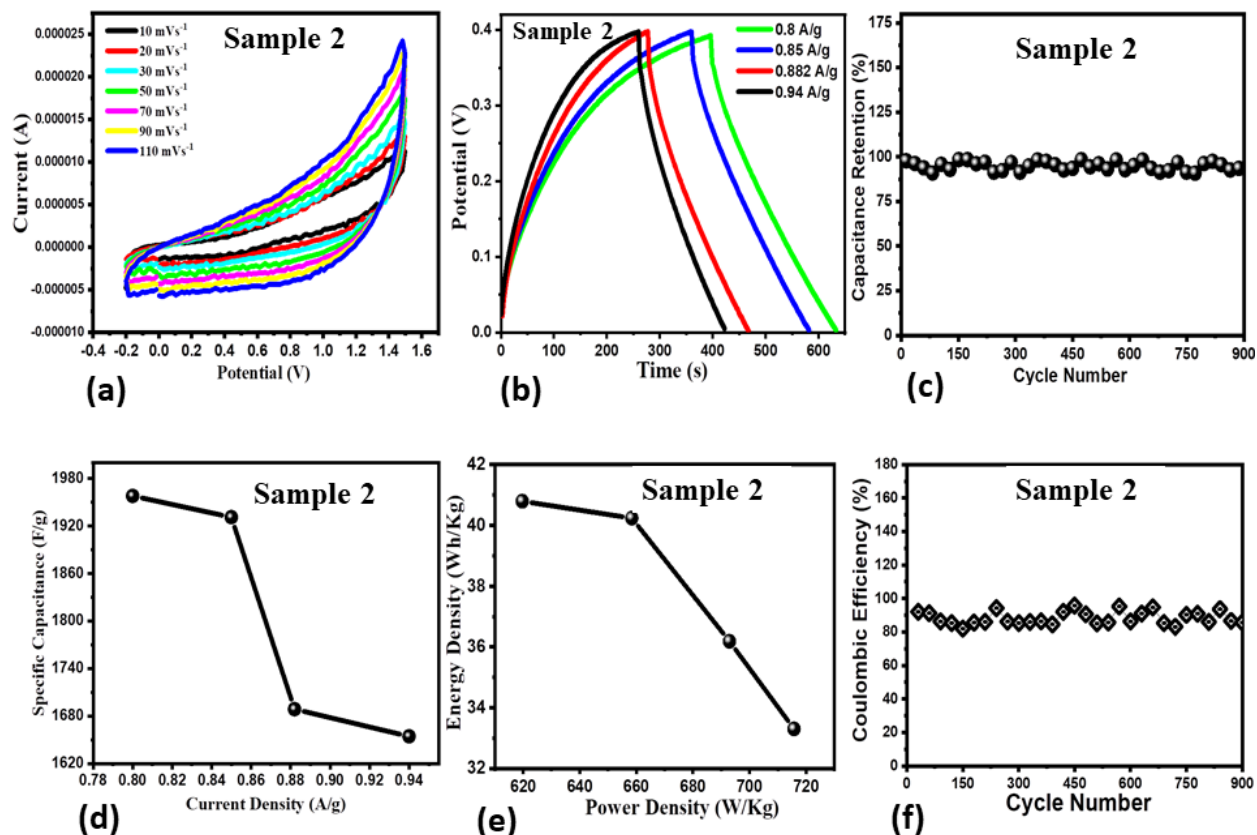 0.000025
0.000020
0.000015
0.000010
0.000005
0.000000
-0.000005
-0.000010
Current (A)
10 mVs⁻¹
20 mVs⁻¹
30 mVs⁻¹
50 mVs⁻¹
70 mVs⁻¹
90 mVs⁻¹
110 mVs⁻¹
Sample 2
-0.4 -0.2 0.0 0.2 0.4 0.6 0.8 1.0 1.2 1.4 1.6
Potential (V)
(a)
0.4
0.3
0.2
0.1
0.0
Potential (V)
Sample 2
0.8 A/g
0.85 A/g
0.882 A/g
0.94 A/g
0 100 200 300 400 500 600
Time (s)
(b)
175
150
125
100
75
50
25
0
Capacitance Retention (%)
Sample 2
0 150 300 450 600 750 900
Cycle Number
(c)
1980
1920
1860
1800
1740
1680
1620
Specific Capacitance (F/g)
Sample 2
0.78 0.80 0.82 0.84 0.86 0.88 0.90 0.92 0.94
Current Density (A/g)
(d)
42
40
38
36
34
32
Energy Density (Wh/Kg)
Sample 2
620 640 660 680 700 720
Power Density (W/Kg)
(e)
180
160
140
120
100
80
60
40
20
0
Coulombic Efficiency (%)
Sample 2
0 150 300 450 600 750 900
Cycle Number
(f)